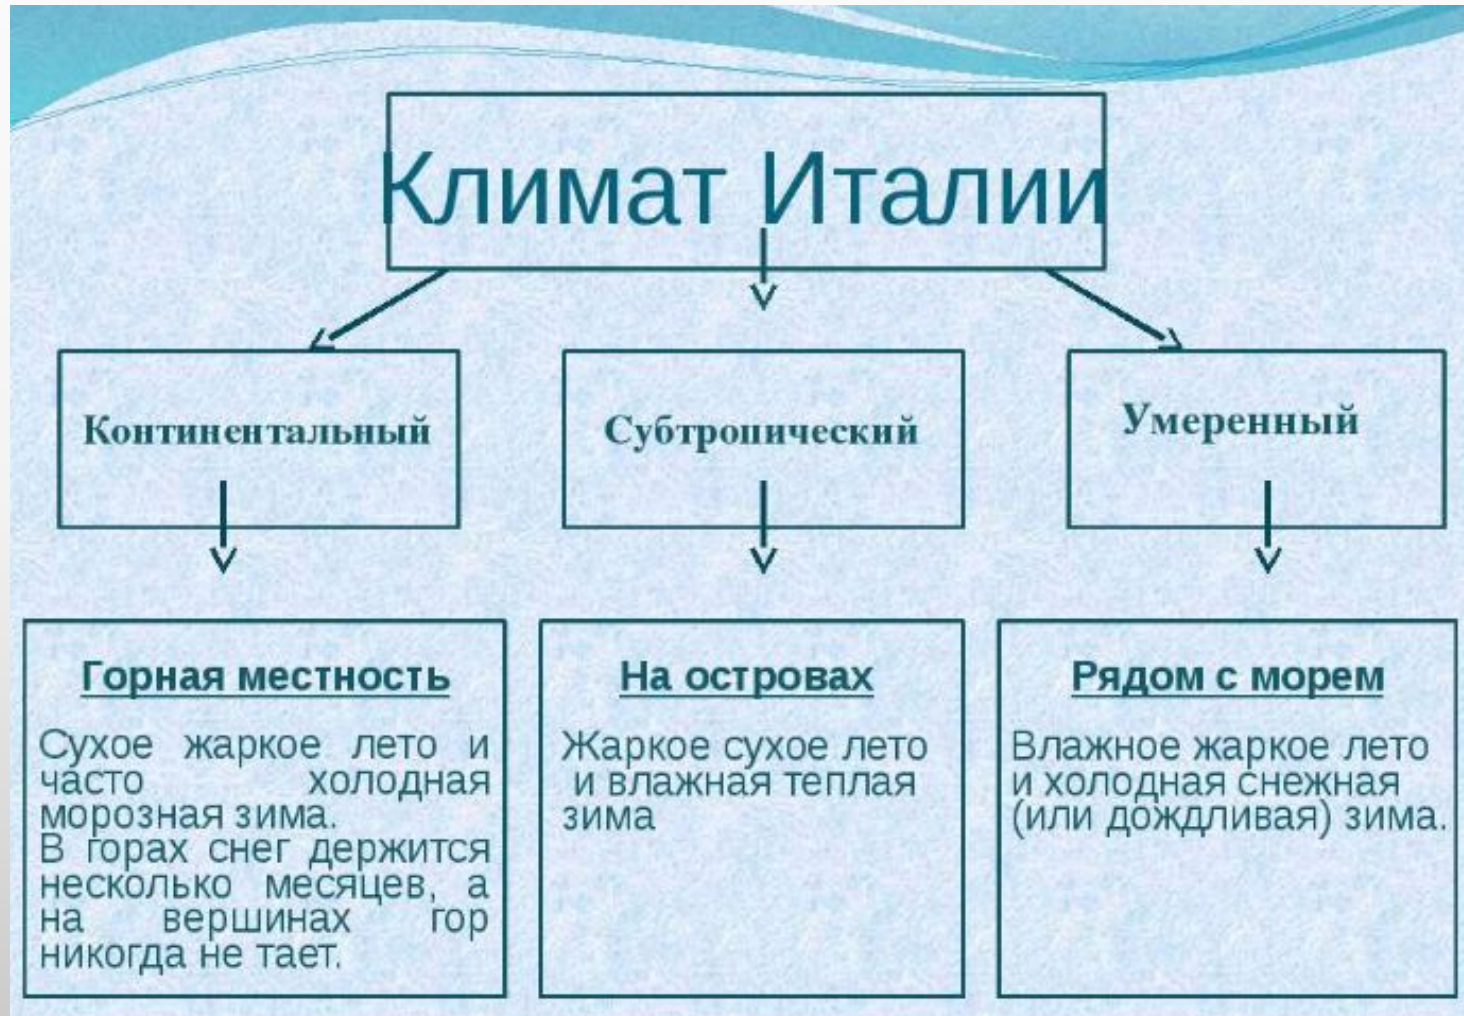 Климат Италии
Континентальный
Субтропический
Умеренный
Горная местность
Сухое жаркое лето и
часто холодная
морозная зима.
В горах снег держится
несколько месяцев, а
на вершинах гор
никогда не тает.
На островах
Жаркое сухое лето
и влажная теплая
зима
Рядом с морем
Влажное жаркое лето
и холодная снежная
(или дождливая) зима.